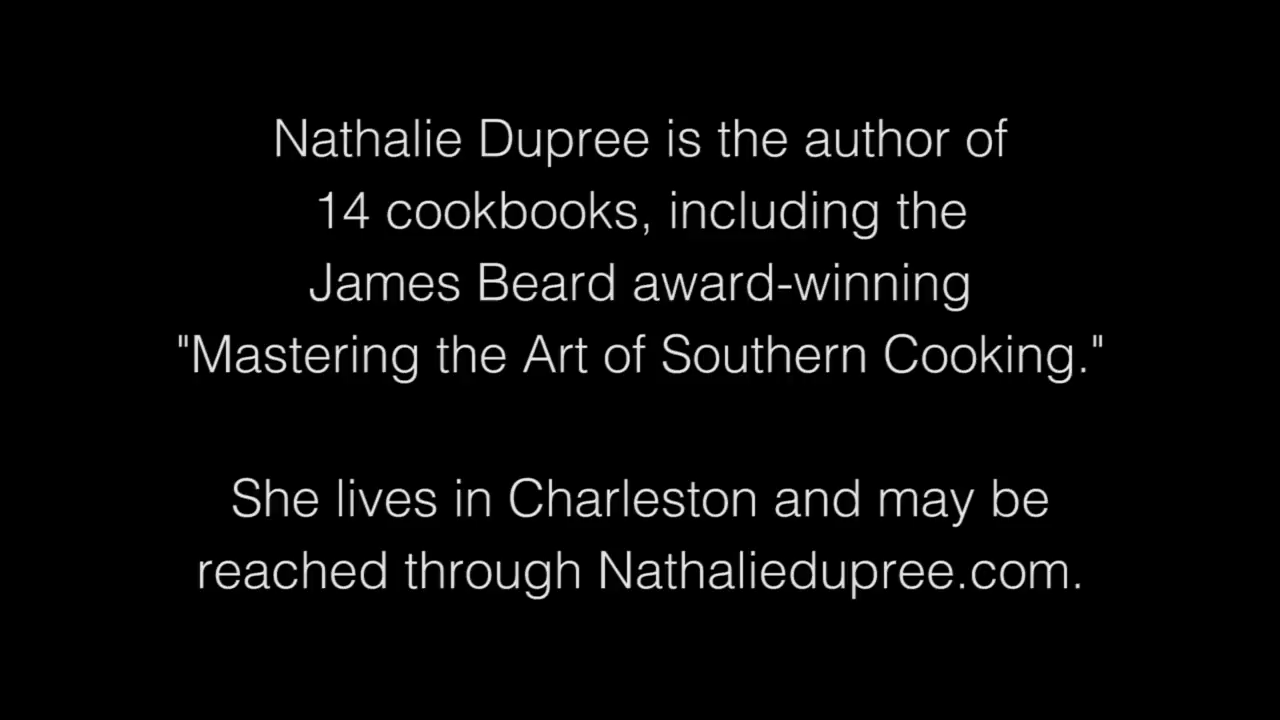 Nathalie Dupree is the author of
14 cookbooks, including the
James Beard award-winning
"Mastering the Art of Southern Cooking."
She lives in Charleston and may be
reached through Nathaliedupree.com.